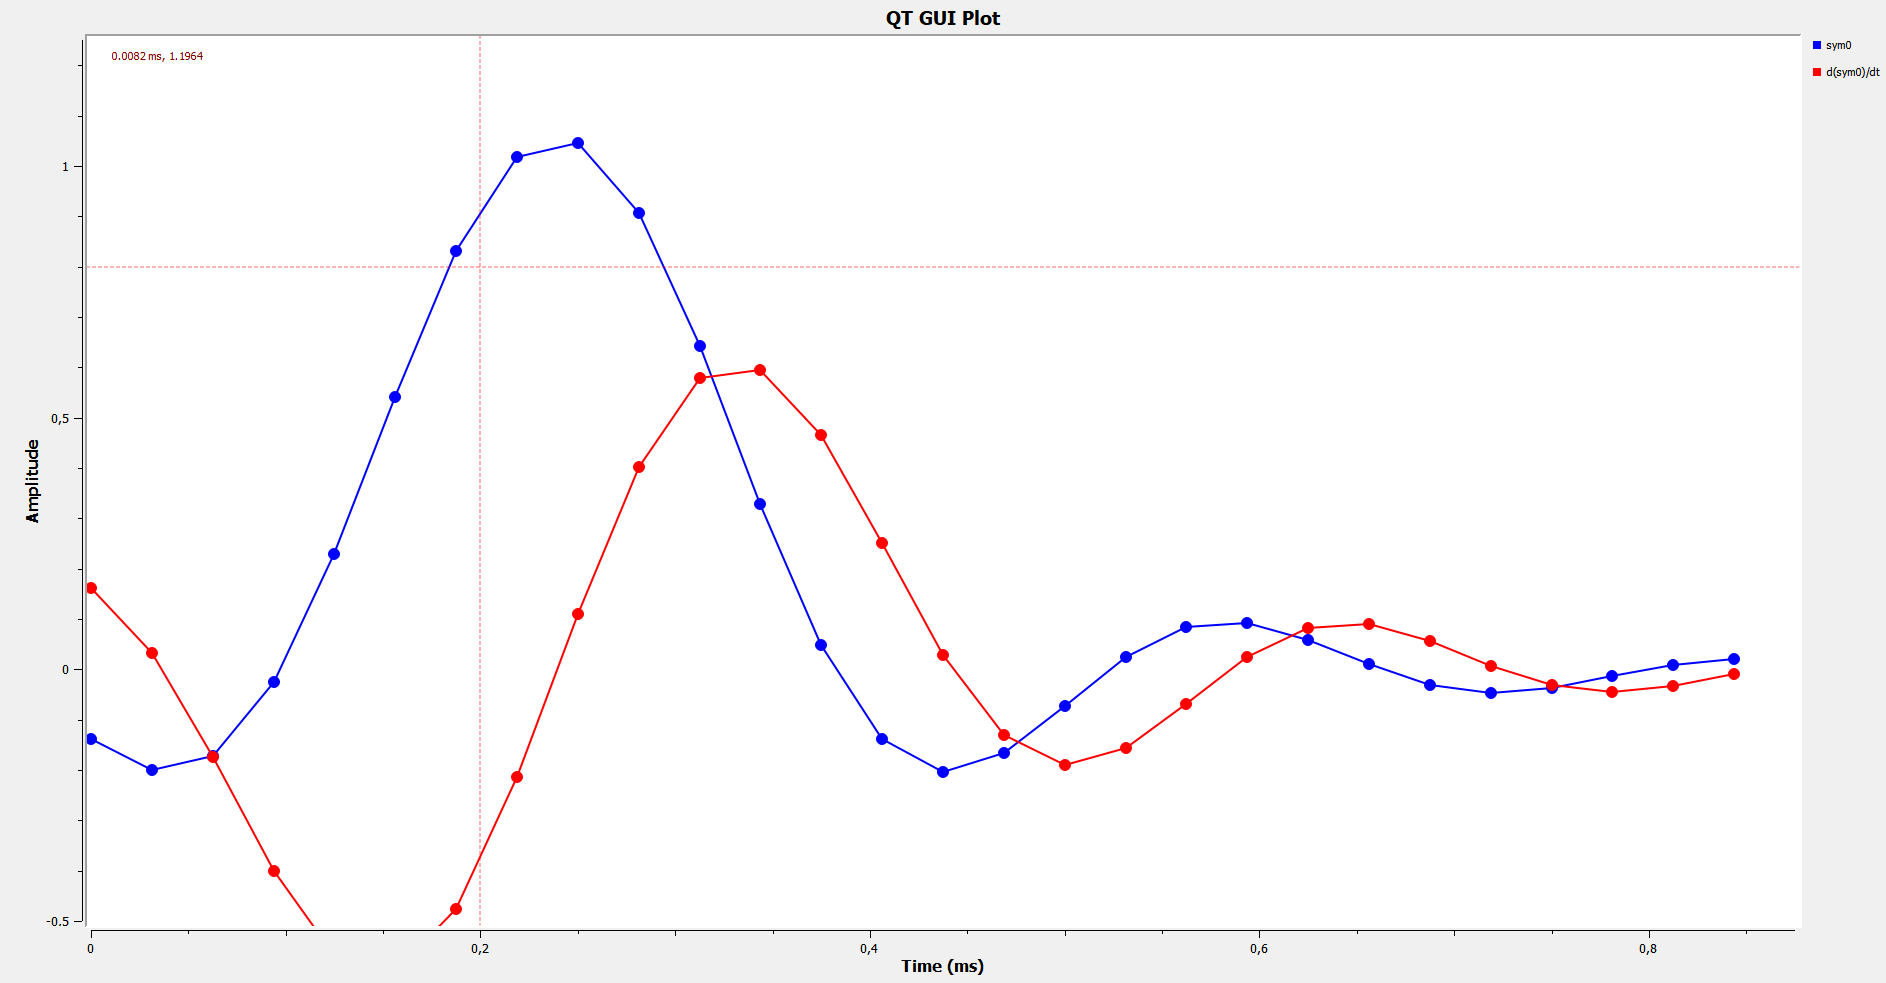 QT GUI Plot
0.0082 ms, 1.1964
sym0
d(sym0)/dt
1
0,5
0
-0.5
Amplitude
0
0,2
0,4
0,6
0,8
Time (ms)